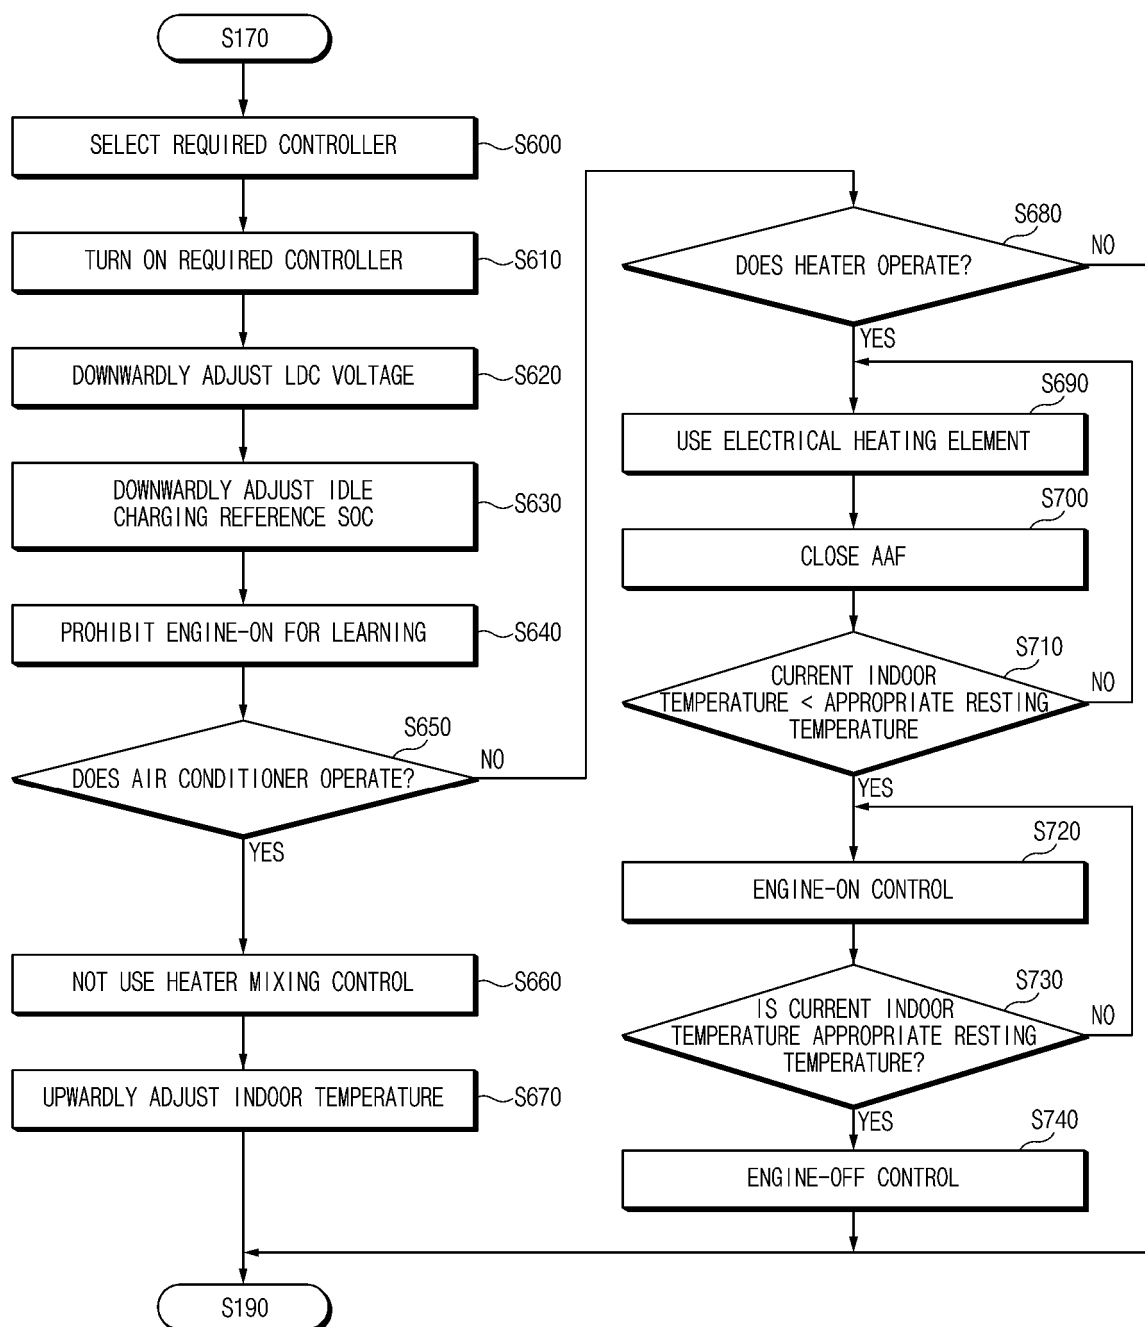 S170
SELECT REQUIRED CONTROLLER
S600
TURN ON REQUIRED CONTROLLER
S610
DOWNWARDLY ADJUST LDC VOLTAGE
S620
DOWNWARDLY ADJUST IDLE
CHARGING REFERENCE SOC
S630
PROHIBIT ENGINE-ON FOR LEARNING
S640
DOES AIR CONDITIONER OPERATE?
S650
NO
YES
NOT USE HEATER MIXING CONTROL
S660
UPWARDLY ADJUST INDOOR TEMPERATURE
S670
S190
DOES HEATER OPERATE?
S680
NO
YES
S690
USE ELECTRICAL HEATING ELEMENT
S700
CLOSE AAF
S710
CURRENT INDOOR
TEMPERATURE < APPROPRIATE RESTING
TEMPERATURE
NO
YES
S720
ENGINE-ON CONTROL
S730
IS CURRENT INDOOR
TEMPERATURE APPROPRIATE RESTING
TEMPERATURE?
NO
YES
S740
ENGINE-OFF CONTROL